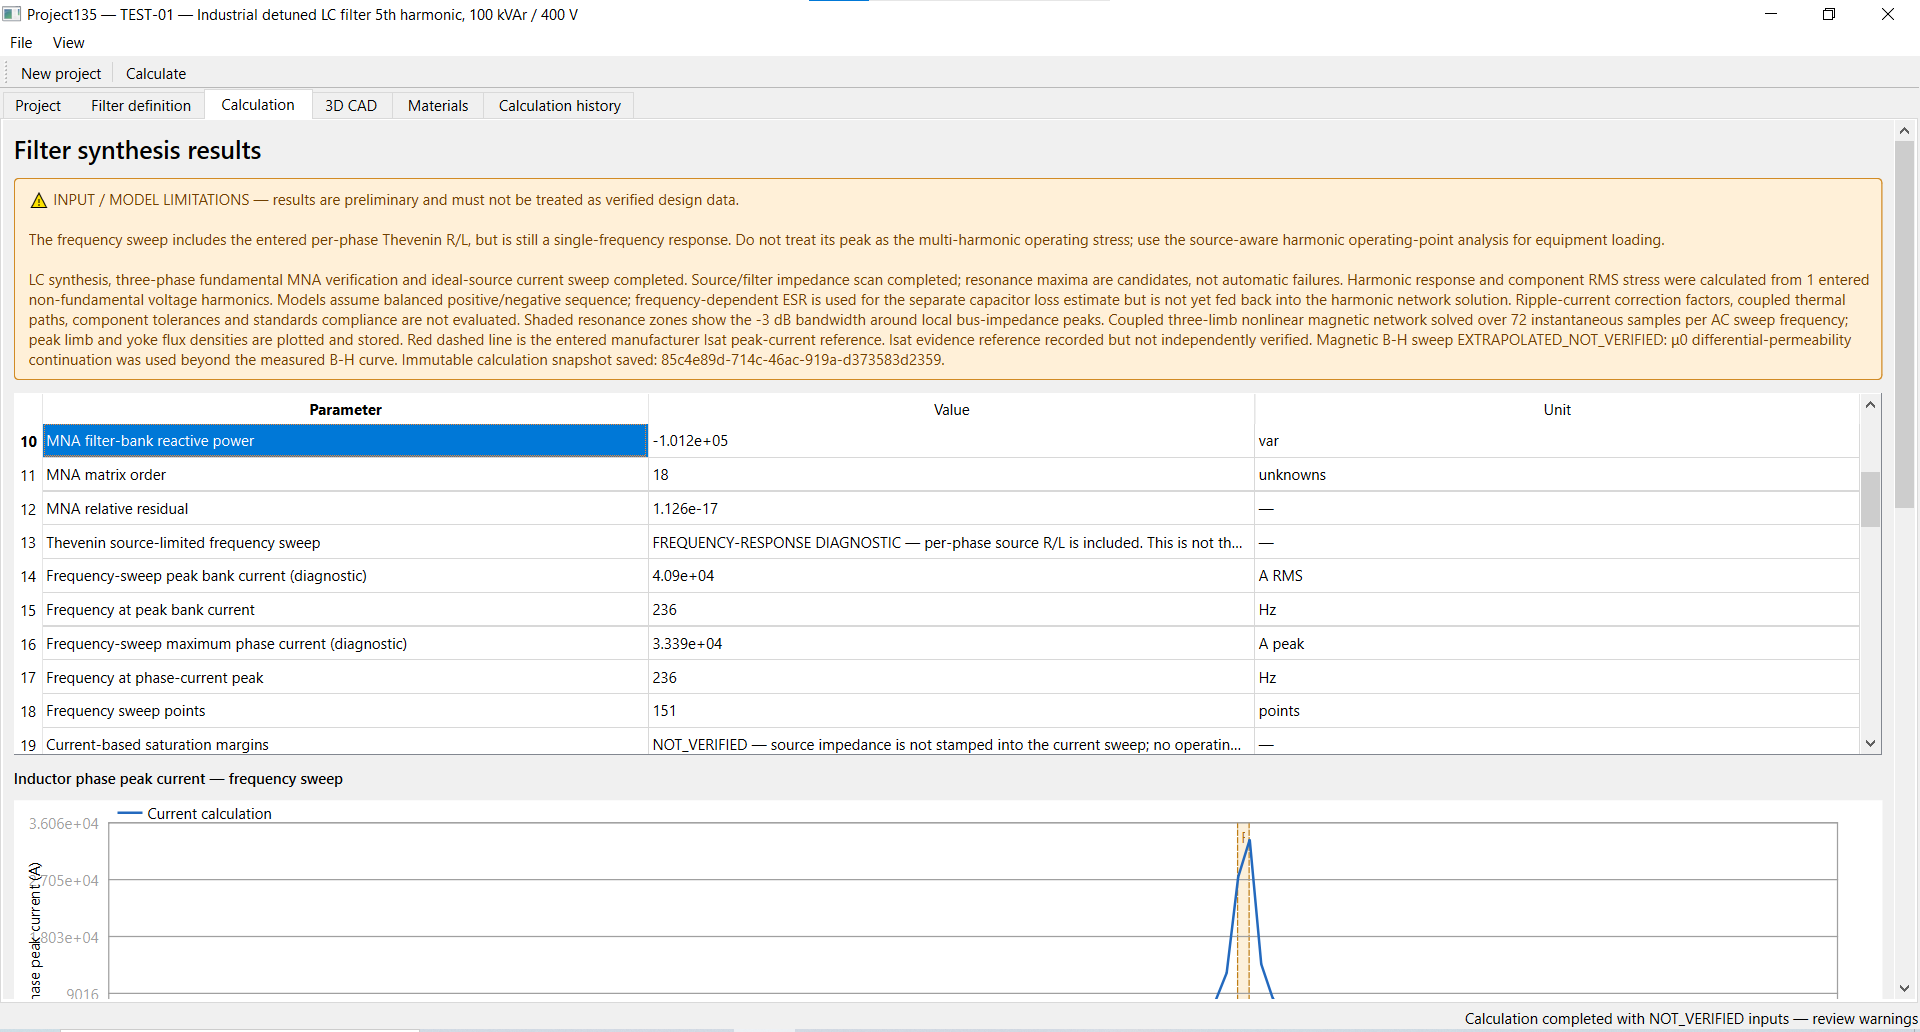 Project135 — TEST-01 — Industrial detuned LC filter 5th harmonic, 100 kVAr / 400 V
File View
New project Calculate
Project Filter definition Calculation 3D CAD Materials Calculation history
Filter synthesis results
⚠ INPUT / MODEL LIMITATIONS — results are preliminary and must not be treated as verified design data.
The frequency sweep includes the entered per-phase Thevenin R/L, but is still a single-frequency response. Do not treat its peak as the multi-harmonic operating stress; use the source-aware harmonic operating-point analysis for equipment loading.
LC synthesis, three-phase fundamental MNA verification and ideal-source current sweep completed. Source/filter impedance scan completed; resonance maxima are candidates, not automatic failures. Harmonic response and component RMS stress were calculated from 1 entered
non-fundamental voltage harmonics. Models assume balanced positive/negative sequence; frequency-dependent ESR is used for the separate capacitor loss estimate but is not yet fed back into the harmonic network solution. Ripple-current correction factors, coupled thermal
paths, component tolerances and standards compliance are not evaluated. Shaded resonance zones show the -3 dB bandwidth around local bus-impedance peaks. Coupled three-limb nonlinear magnetic network solved over 72 instantaneous samples per AC sweep frequency;
peak limb and yoke flux densities are plotted and stored. Red dashed line is the entered manufacturer Isat peak-current reference. Isat evidence reference recorded but not independently verified. Magnetic B-H sweep EXTRAPOLATED_NOT_VERIFIED: µ0 differential-permeability
continuation was used beyond the measured B-H curve. Immutable calculation snapshot saved: 85c4e89d-714c-46ac-919a-d373583d2359.
Parameter Value Unit
10 MNA filter-bank reactive power -1.012e+05 var
11 MNA matrix order 18 unknowns
12 MNA relative residual 1.126e-17 —
13 Thevenin source-limited frequency sweep FREQUENCY-RESPONSE DIAGNOSTIC — per-phase source R/L is included. This is not th... —
14 Frequency-sweep peak bank current (diagnostic) 4.09e+04 A RMS
15 Frequency at peak bank current 236 Hz
16 Frequency-sweep maximum phase current (diagnostic) 3.339e+04 A peak
17 Frequency at phase-current peak 236 Hz
18 Frequency sweep points 151 points
19 Current-based saturation margins NOT_VERIFIED — source impedance is not stamped into the current sweep; no operatin... —
Inductor phase peak current — frequency sweep
Current calculation
3.606e+04
705e+04
803e+04
9016
hase peak current (A)
Calculation completed with NOT_VERIFIED inputs — review warnings